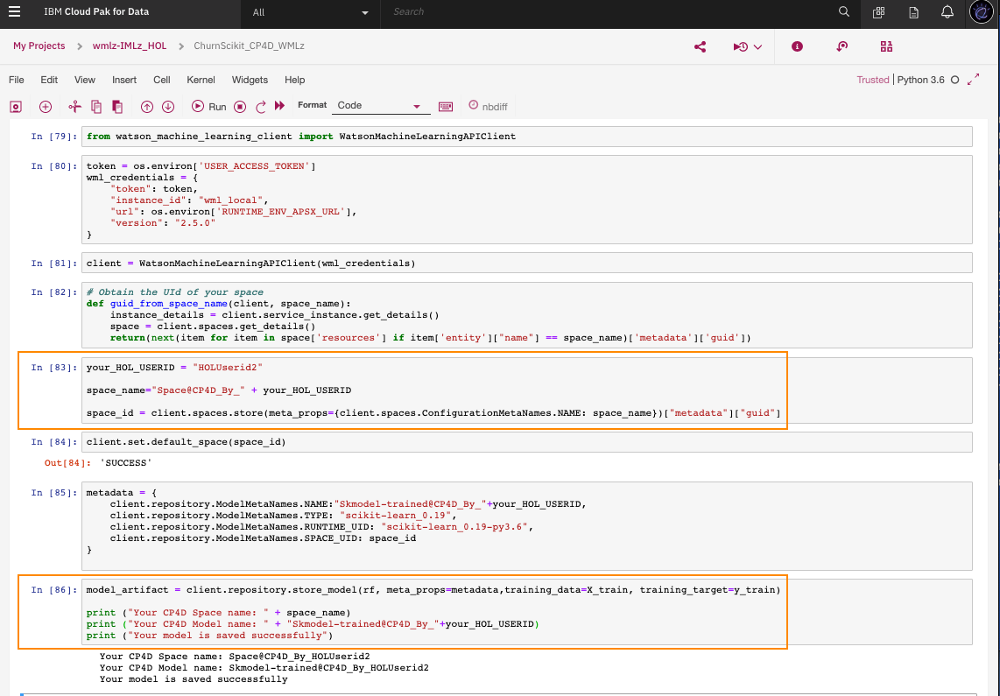 IBM Cloud Pak for Data
All
Search
My Projects
wmlz-IMLz_HOL
ChurnScikit_CP4D_WMLz
File Edit View Insert Cell Kernel Widgets Help
Trusted Python 3.6
Run
Format
Code
nbdiff
In [79]: from watson_machine_learning_client import WatsonMachineLearningAPIClient
In [80]: token = os.environ['USER_ACCESS_TOKEN']
wml_credentials = {
    "token": token,
    "instance_id": "wml_local",
    "url": os.environ['RUNTIME_ENV_APSX_URL'],
    "version": "2.5.0"
}
In [81]: client = WatsonMachineLearningAPIClient(wml_credentials)
In [82]: # Obtain the UId of your space
def guid_from_space_name(client, space_name):
    instance_details = client.service_instance.get_details()
    space = client.spaces.get_details()
    return(next(item for item in space['resources'] if item['entity']["name"] == space_name)['metadata']['guid'])
In [83]: your_HOL_USERID = "HOLUserid2"
space_name="Space@CP4D_By_" + your_HOL_USERID
space_id = client.spaces.store(meta_props={client.spaces.ConfigurationMetaNames.NAME: space_name})["metadata"]["guid"]
In [84]: client.set.default_space(space_id)
Out[84]: 'SUCCESS'
In [85]: metadata = {
    client.repository.ModelMetaNames.NAME:"Skmodel-trained@CP4D_By_"+your_HOL_USERID,
    client.repository.ModelMetaNames.TYPE: "scikit-learn_0.19",
    client.repository.ModelMetaNames.RUNTIME_UID: "scikit-learn_0.19-py3.6",
    client.repository.ModelMetaNames.SPACE_UID: space_id
}
In [86]: model_artifact = client.repository.store_model(rf, meta_props=metadata,training_data=X_train, training_target=y_train)
print ("Your CP4D Space name: " + space_name)
print ("Your CP4D Model name: " + "Skmodel-trained@CP4D_By_"+your_HOL_USERID)
print ("Your model is saved successfully")
Your CP4D Space name: Space@CP4D_By_HOLUserid2
Your CP4D Model name: Skmodel-trained@CP4D_By_HOLUserid2
Your model is saved successfully